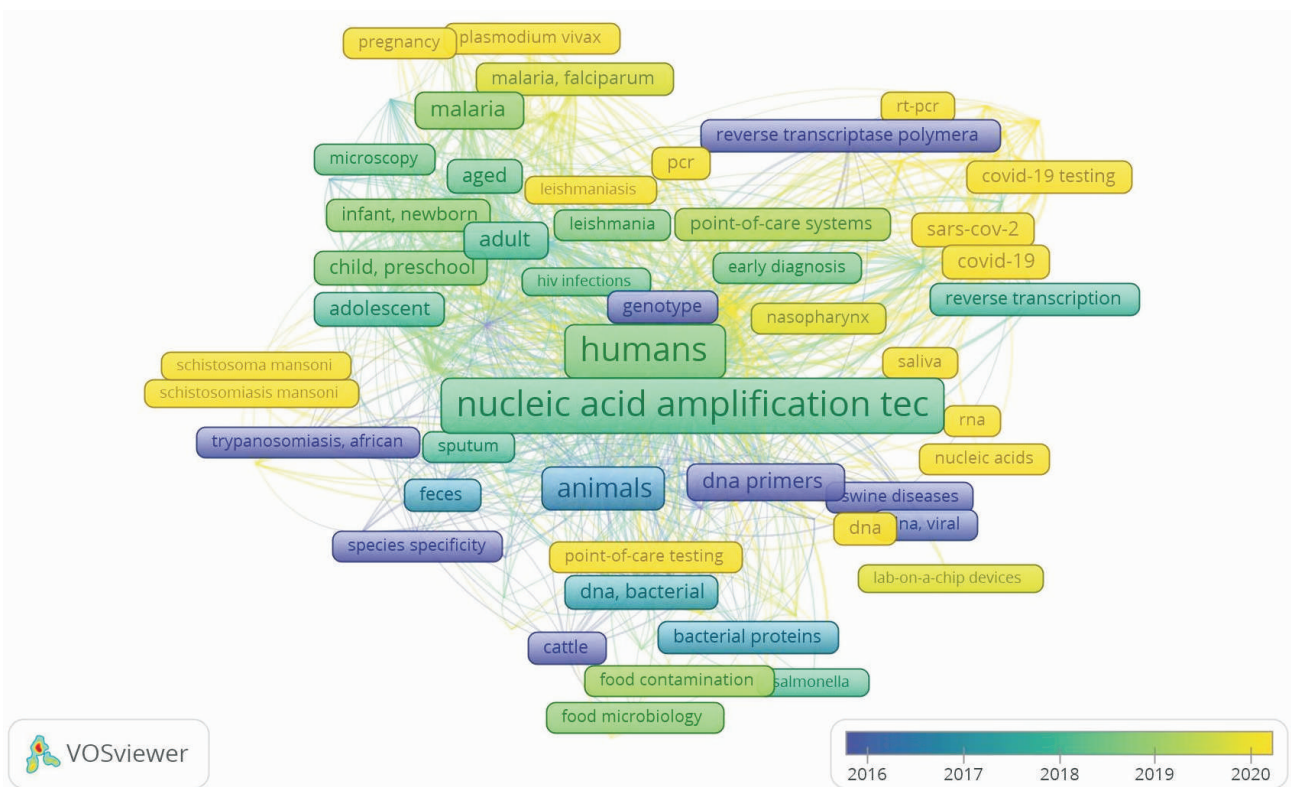 plasmodium vivax
pregnancy
malaria, falciparum
malaria
rt-pcr
reverse transcriptase polymera
microscopy
pcr
aged
covid-19 testing
leishmaniasis
infant, newborn
leishmania
point-of-care systems
sars-cov-2
adult
covid-19
child, preschool
early diagnosis
hiv infections
reverse transcription
adolescent
genotype
nasopharynx
humans
saliva
schistosoma mansoni
schistosomiasis mansoni
nucleic acid amplification tec
rna
trypanosomiasis, african
sputum
nucleic acids
dna primers
animals
feces
swine diseases
dna
na, viral
species specificity
point-of-care testing
lab-on-a-chip devices
dna, bacterial
bacterial proteins
cattle
food contamination
salmonella
food microbiology
VOSviewer
2016 2017 2018 2019 2020